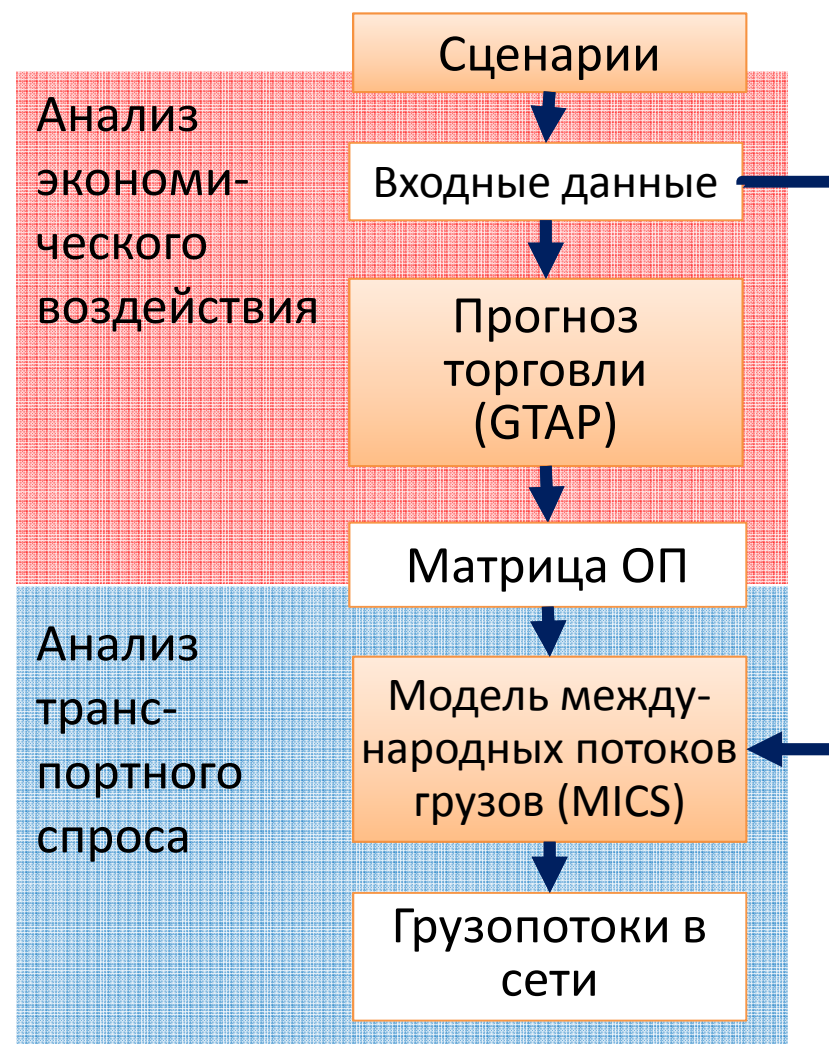 Сценарии
Анализ
экономи-
ческого
воздействия
Входные данные
Прогноз
торговли
(GTAP)
Матрица ОП
Анализ
транс-
портного
спроса
Модель между-
народных потоков
грузов (MICS)
Грузопотоки в
сети